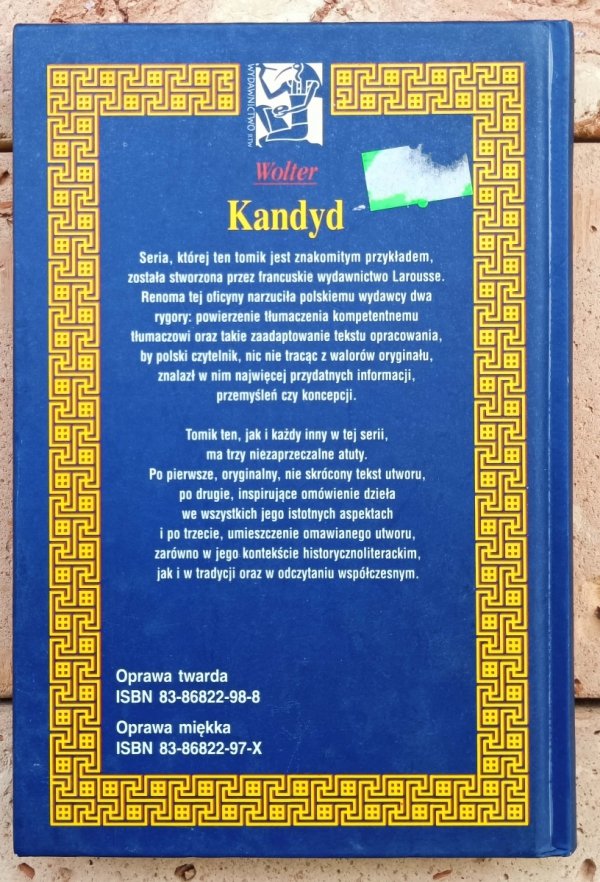 WYDAWNICTWO RTW
Wolter
Kandyd
Seria, której ten tomik jest znakomitym przykładem,
została stworzona przez francuskie wydawnictwo Larousse.
Renoma tej oficyny narzuciła polskiemu wydawcy dwa
rygory: powierzenie tłumaczenia kompetentnemu
tłumaczowi oraz takie zaadaptowanie tekstu opracowania,
by polski czytelnik, nic nie tracąc z walorów oryginału,
znalazł w nim najwięcej przydatnych informacji,
przemyśleń czy koncepcji.
Tomik ten, jak i każdy inny w tej serii,
ma trzy niezaprzeczalne atuty.
Po pierwsze, oryginalny, nie skrócony tekst utworu,
po drugie, inspirujące omówienie dzieła
we wszystkich jego istotnych aspektach
i po trzecie, umieszczenie omawianego utworu,
zarówno w jego kontekście historycznoliterackim,
jak i w tradycji oraz w odczytaniu współczesnym.
Oprawa twarda
ISBN 83-86822-98-8
Oprawa miękka
ISBN 83-86822-97-X